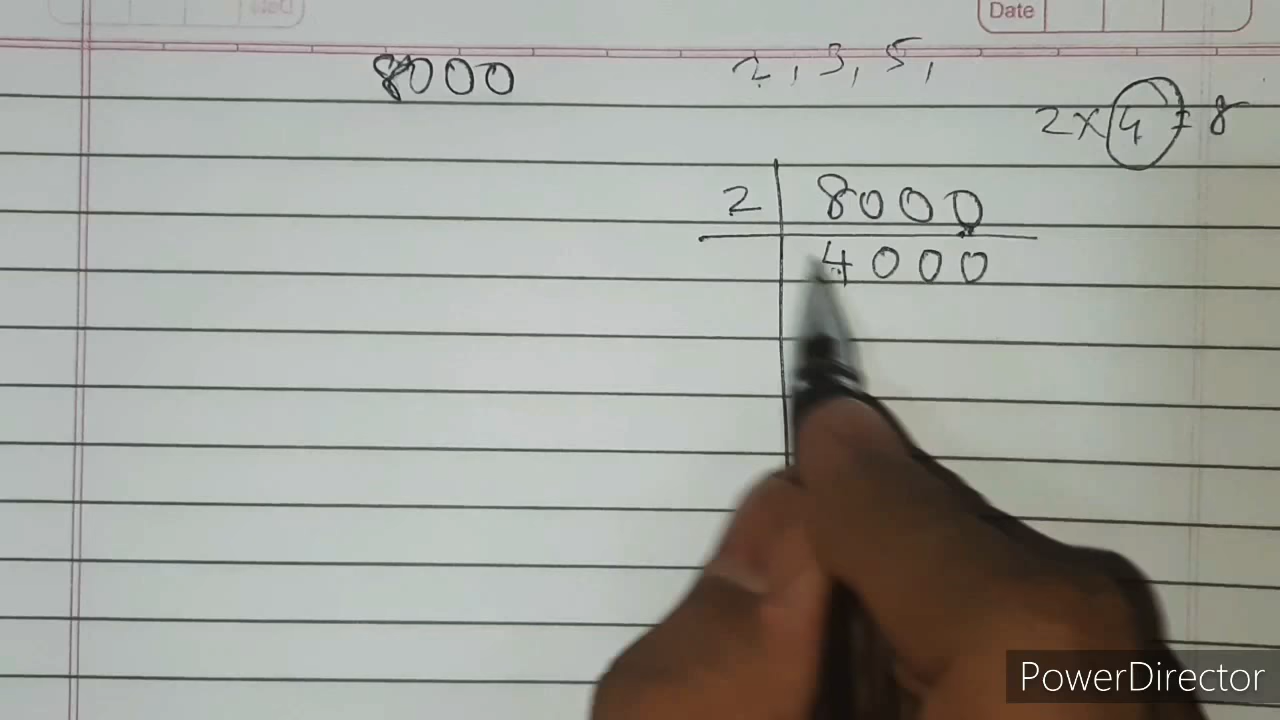 Date
8000
2, 3, 5,
2×4=8
2 8000
4000
PowerDirector